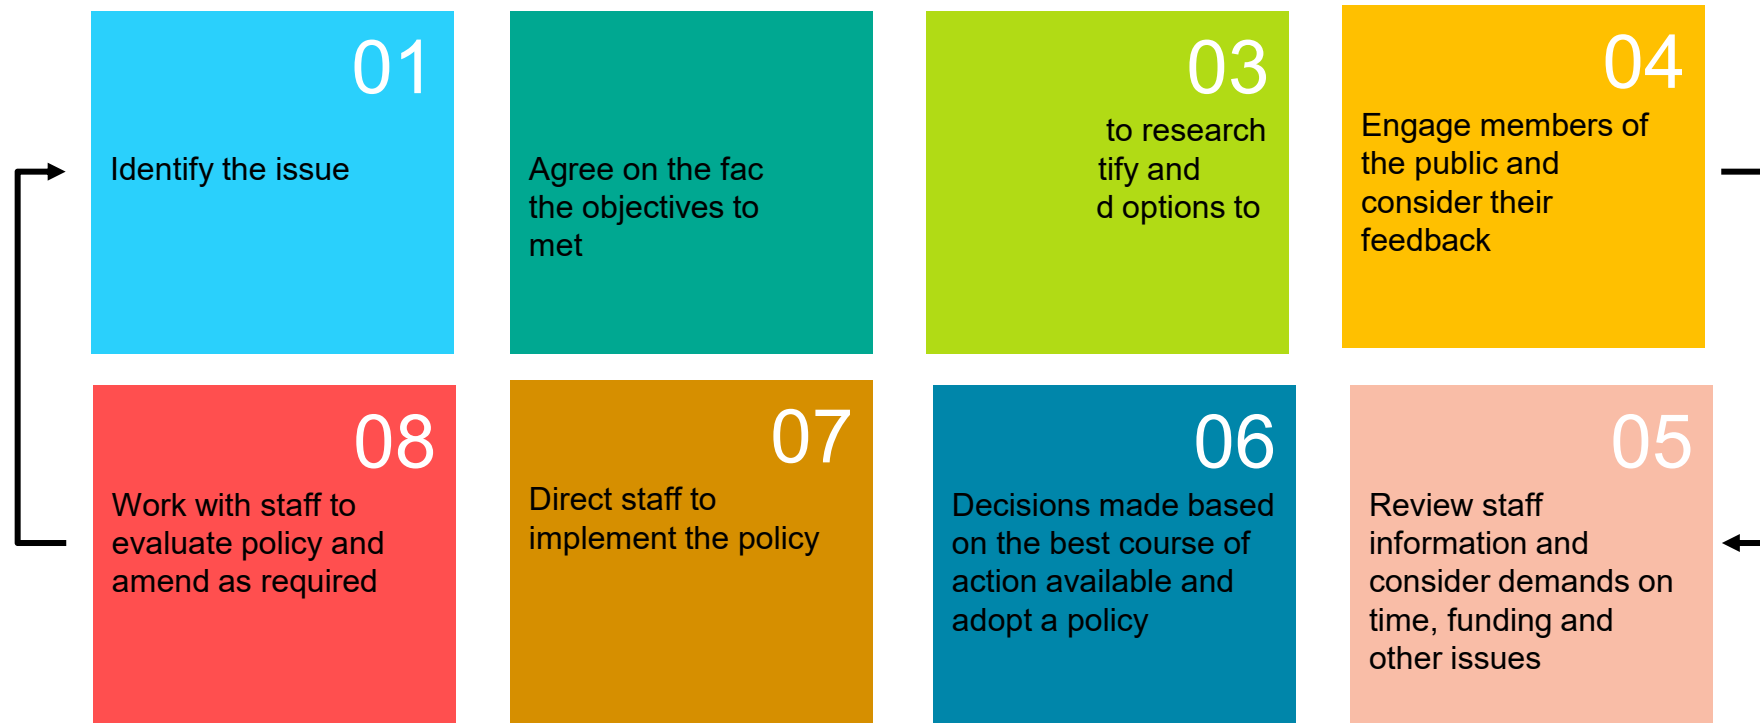 01
Identify the issue
Agree on the fac
the objectives to
met
03
to research
tify and
d options to
04
Engage members of
the public and
consider their
feedback
08
Work with staff to
evaluate policy and
amend as required
07
Direct staff to
implement the policy
06
Decisions made based
on the best course of
action available and
adopt a policy
05
Review staff
information and
consider demands on
time, funding and
other issues